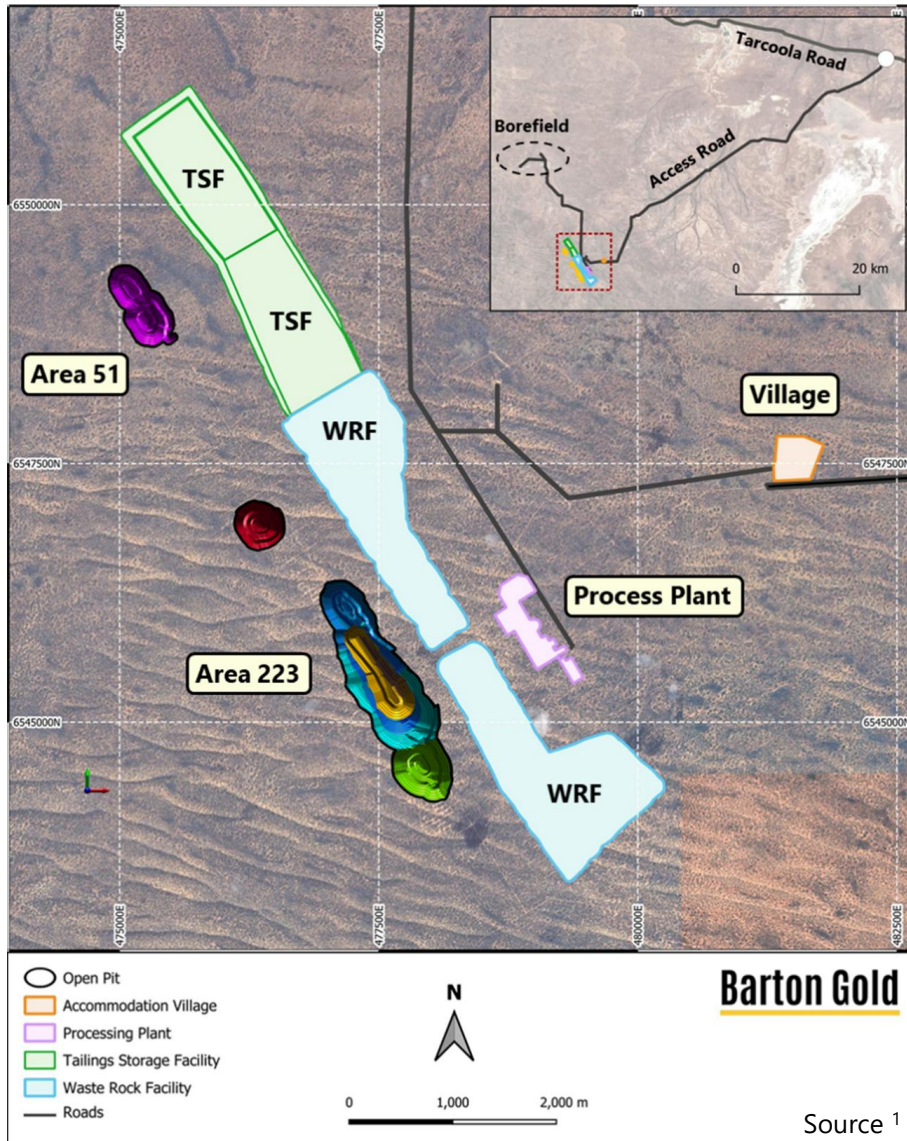 475000E
477500E
Tarcoola Road
Borefield
Access Road
0 20 km
TSF
6550000N
TSF
Area 51
Village
WRF
6547500N
6547500N
Process Plant
Area 223
6545000N
6545000N
WRF
475000E
477500E
480000E
482500E
Open Pit
Accommodation Village
Processing Plant
Tailings Storage Facility
Waste Rock Facility
Roads
N
0 1,000 2,000 m
Barton Gold
Source 1